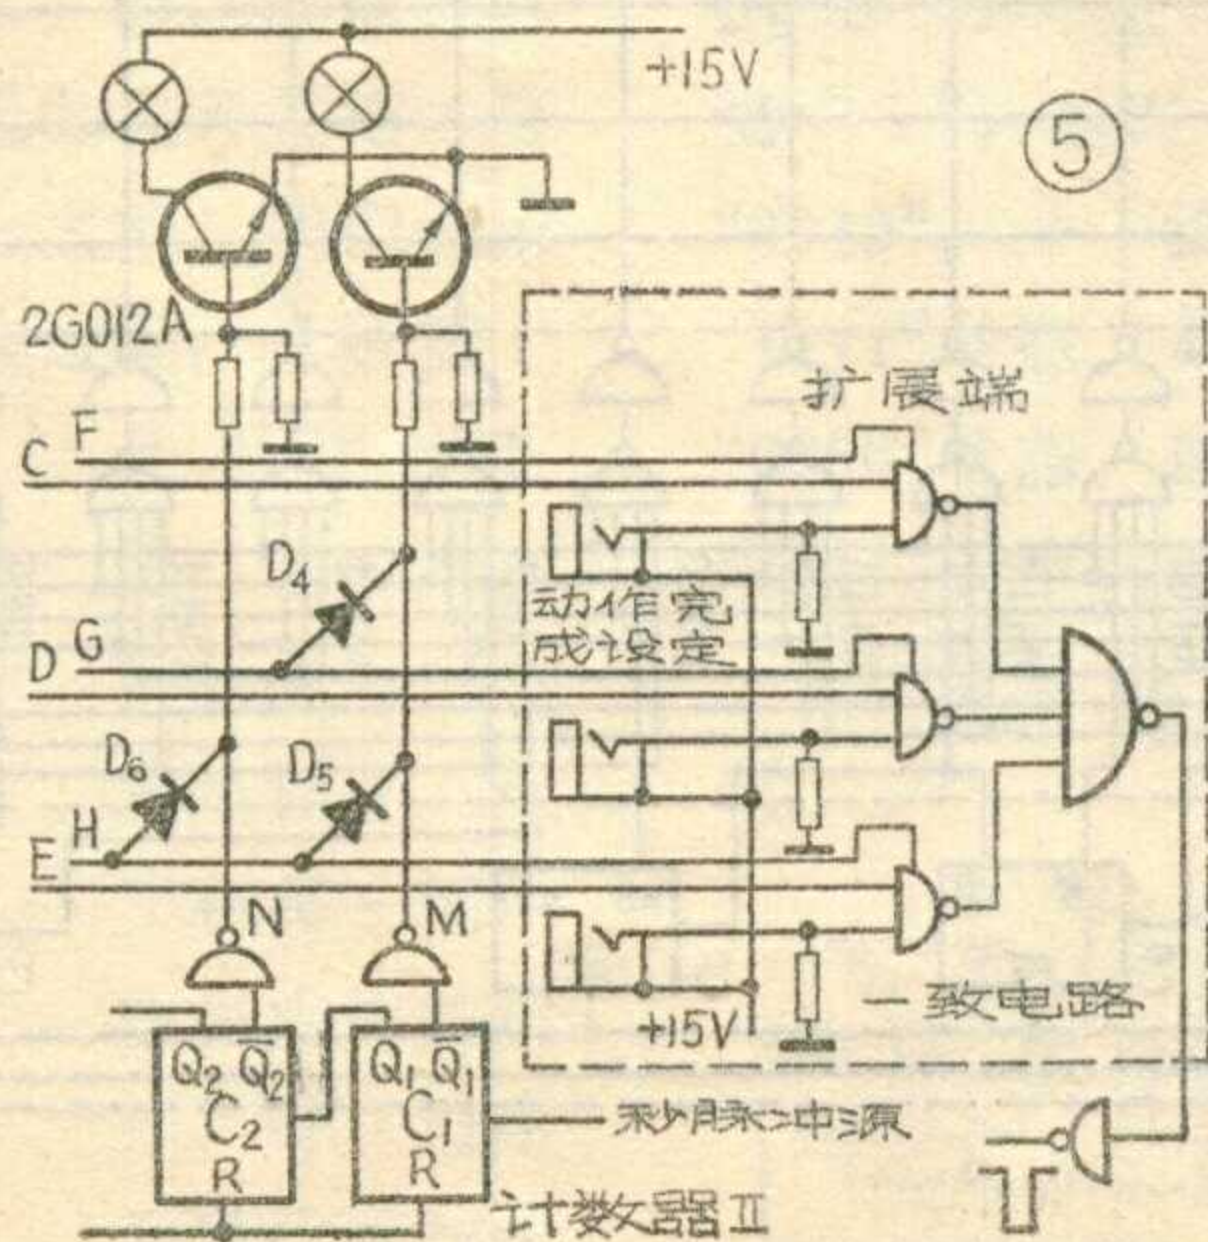 +15V
⑤
2G012A
扩展端
F
C
D₄
动作完
成设定
G
D
D₆
D₅
H
E
N
M
一致电路
+15V
Q₂ Q̅₂
C₂
R
Q₁ Q̅₁
C₁
R
秒脉冲源
计数器Ⅱ